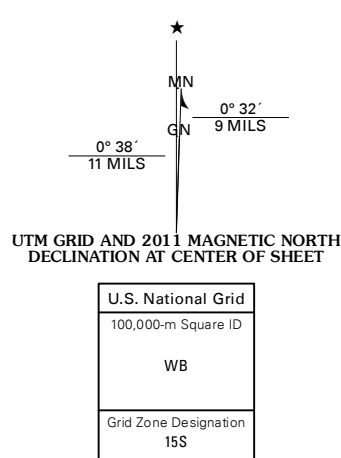 ★
MN
0° 32´
9 MILS
GN
0° 38´
11 MILS
UTM GRID AND 2011 MAGNETIC NORTH
DECLINATION AT CENTER OF SHEET
U.S. National Grid
100,000-m Square ID
WB
Grid Zone Designation
15S